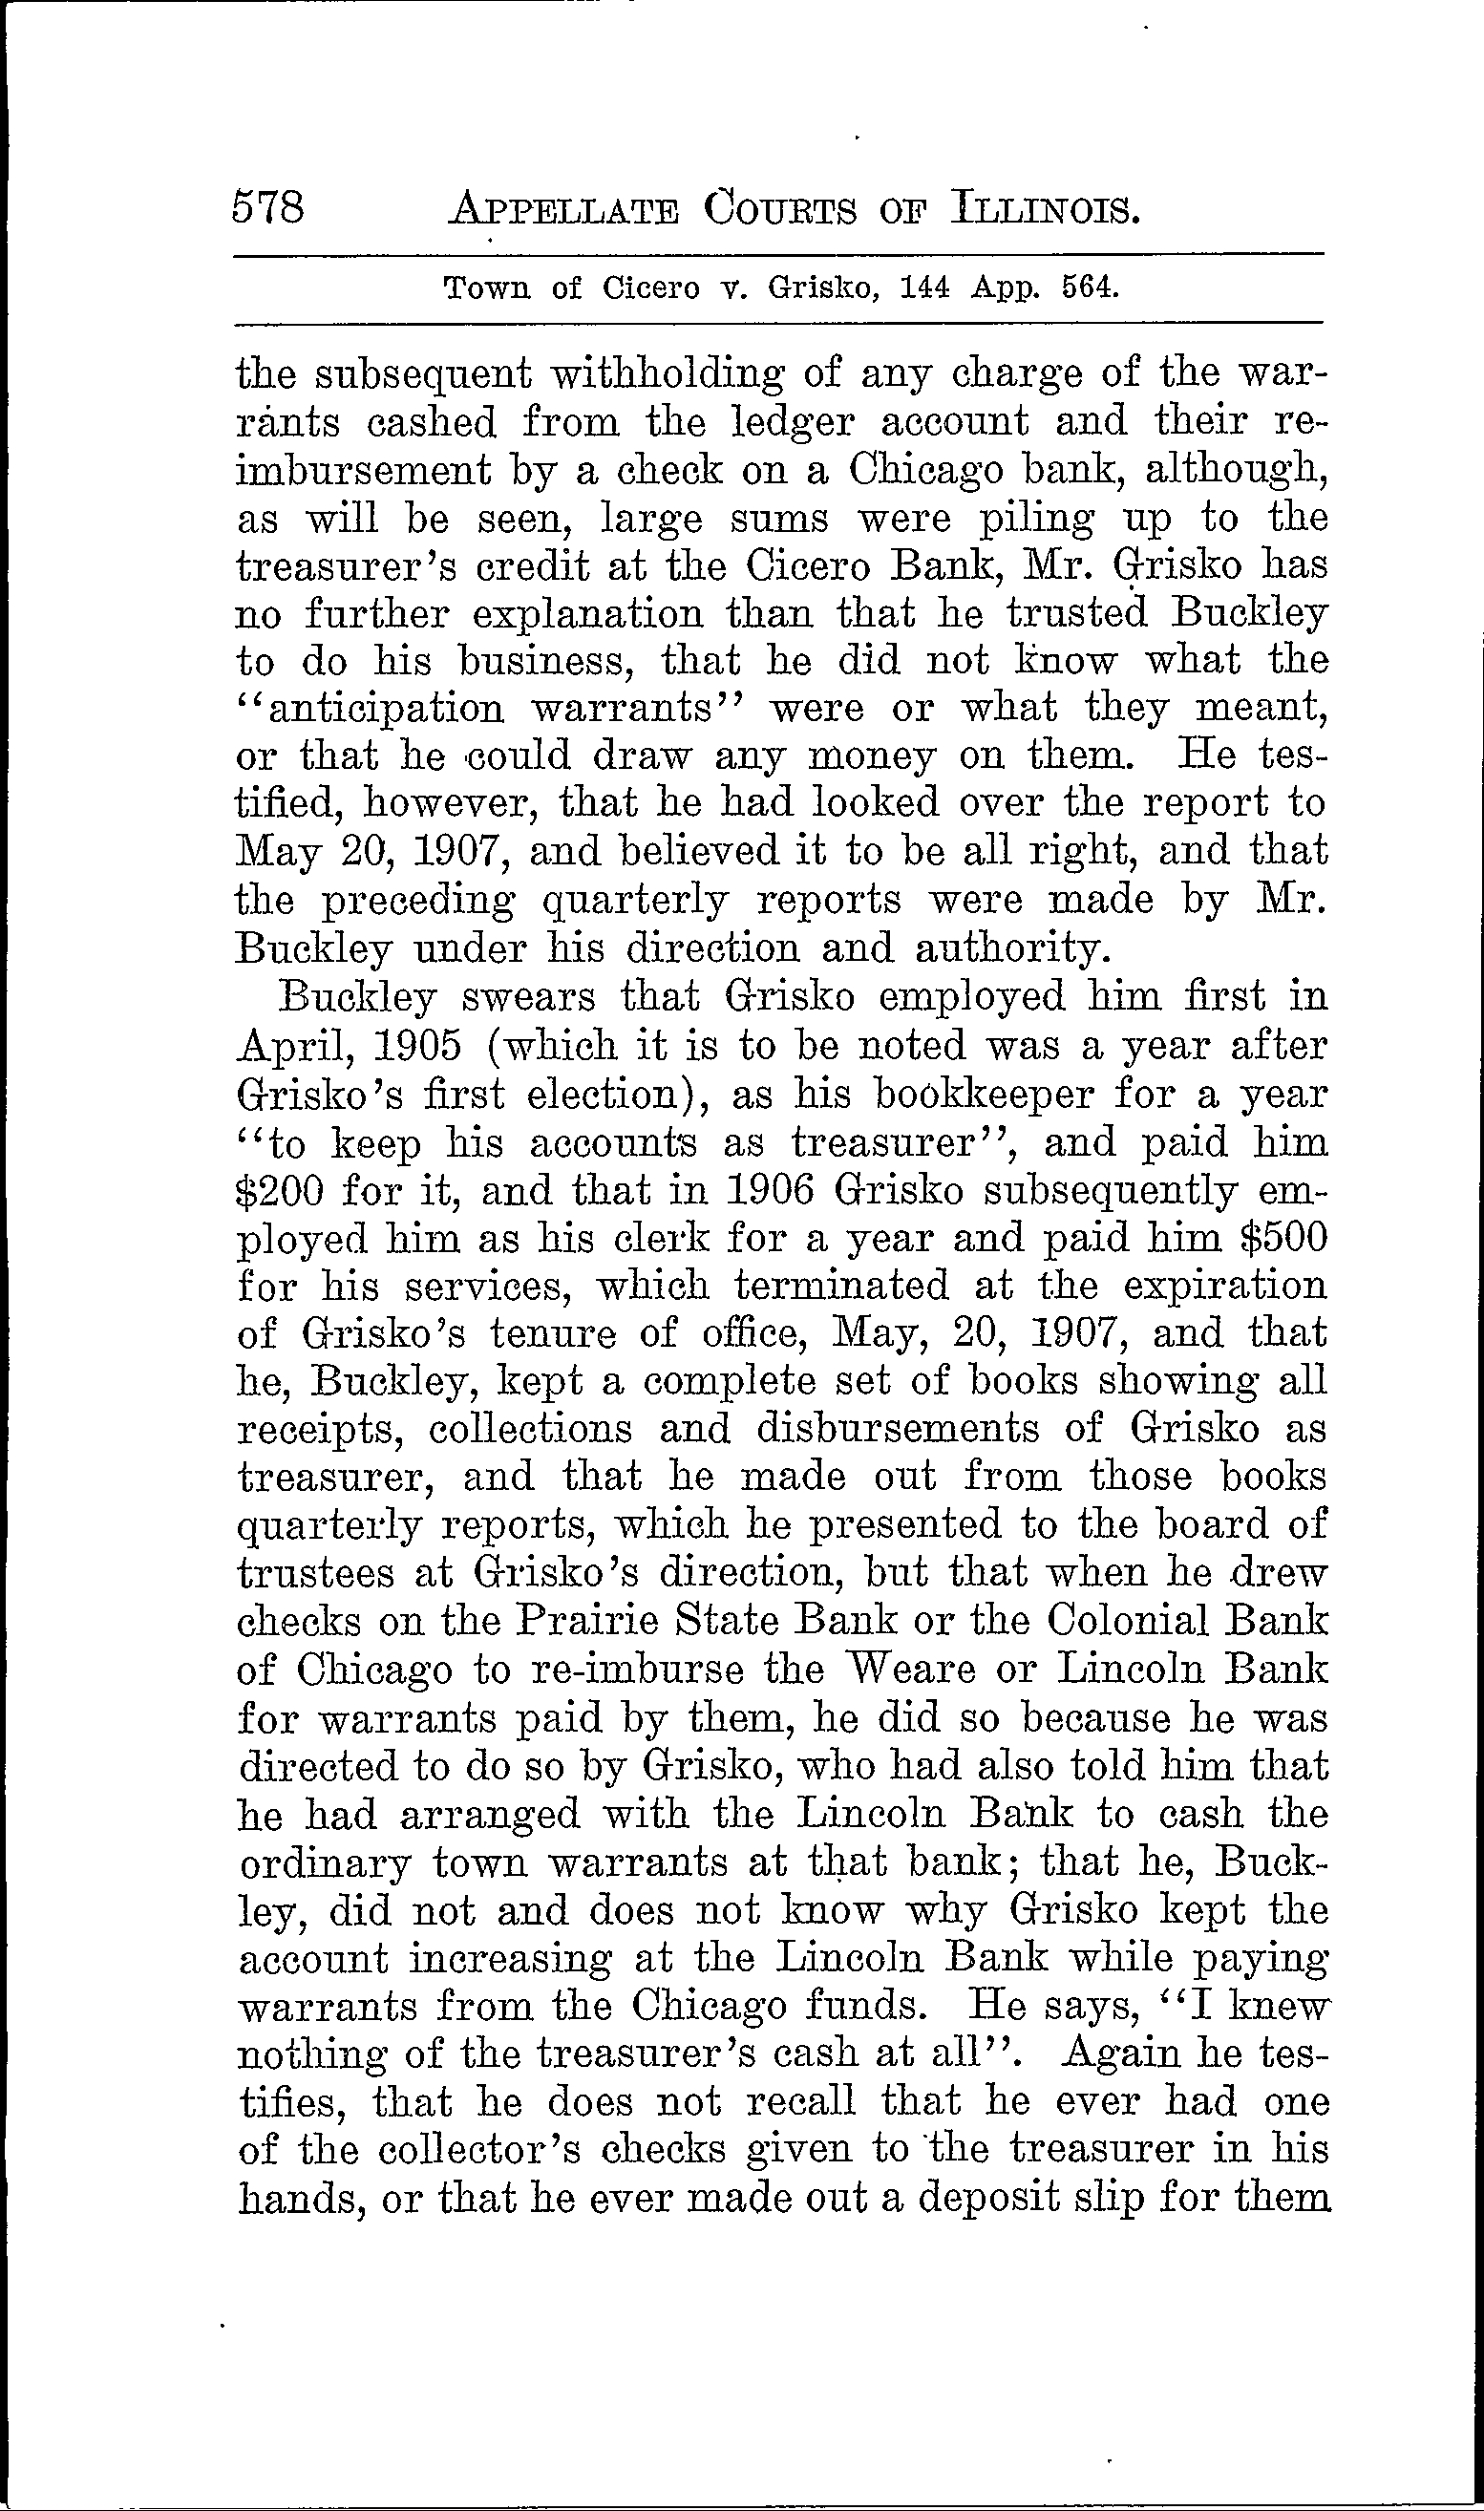 578 APPELLATE COURTS OF ILLINOIS.
Town of Cicero v. Grisko, 144 App. 564.
the subsequent withholding of any charge of the war-
rants cashed from the ledger account and their re-
imbursement by a check on a Chicago bank, although,
as will be seen, large sums were piling up to the
treasurer's credit at the Cicero Bank, Mr. Grisko has
no further explanation than that he trusted Buckley
to do his business, that he did not know what the
"anticipation warrants" were or what they meant,
or that he could draw any money on them. He tes-
tified, however, that he had looked over the report to
May 20, 1907, and believed it to be all right, and that
the preceding quarterly reports were made by Mr.
Buckley under his direction and authority.
Buckley swears that Grisko employed him first in
April, 1905 (which it is to be noted was a year after
Grisko's first election), as his bookkeeper for a year
"to keep his accounts as treasurer", and paid him
$200 for it, and that in 1906 Grisko subsequently em-
ployed him as his clerk for a year and paid him $500
for his services, which terminated at the expiration
of Grisko's tenure of office, May, 20, 1907, and that
he, Buckley, kept a complete set of books showing all
receipts, collections and disbursements of Grisko as
treasurer, and that he made out from those books
quarterly reports, which he presented to the board of
trustees at Grisko's direction, but that when he drew
checks on the Prairie State Bank or the Colonial Bank
of Chicago to re-imburse the Weare or Lincoln Bank
for warrants paid by them, he did so because he was
directed to do so by Grisko, who had also told him that
he had arranged with the Lincoln Bank to cash the
ordinary town warrants at that bank; that he, Buck-
ley, did not and does not know why Grisko kept the
account increasing at the Lincoln Bank while paying
warrants from the Chicago funds. He says, "I knew
nothing of the treasurer's cash at all". Again he tes-
tifies, that he does not recall that he ever had one
of the collector's checks given to the treasurer in his
hands, or that he ever made out a deposit slip for them